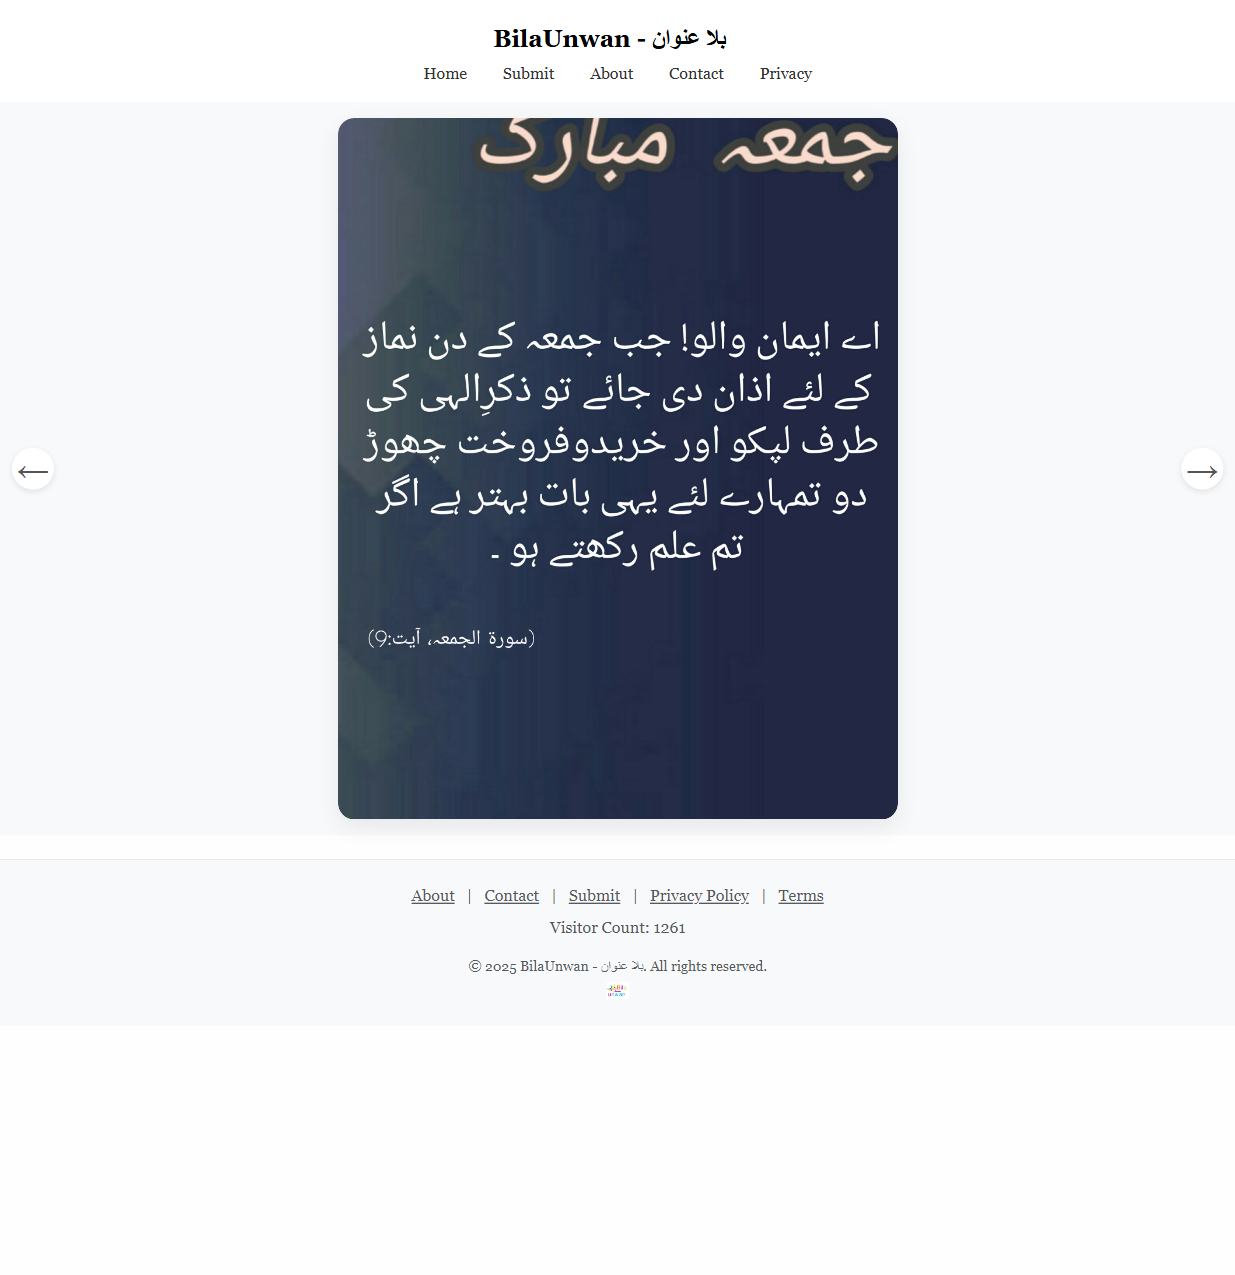 BilaUnwan - بلا عنوان
Home Submit About Contact Privacy
جمعہ مبارک
اے ایمان والو! جب جمعہ کے دن نماز
کے لئے اذان دی جائے تو ذکرِالہی کی
طرف لپکو اور خریدوفروخت چھوڑ
دو تمہارے لئے یہی بات بہتر ہے اگر
تم علم رکھتے ہو ۔
(سورۃ الجمعہ، آیت:9)
← →
About | Contact | Submit | Privacy Policy | Terms
Visitor Count: 1261
© 2025 BilaUnwan - بلا عنوان. All rights reserved.